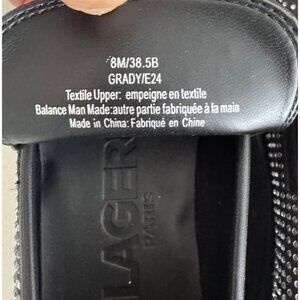 8M/38.5B
GRADY/E24
Textile Upper: empeigne en textile
Balance Man Made:autre partie fabriquée à la main
Made in China: Fabriqué en Chine
LAGER
PARIS